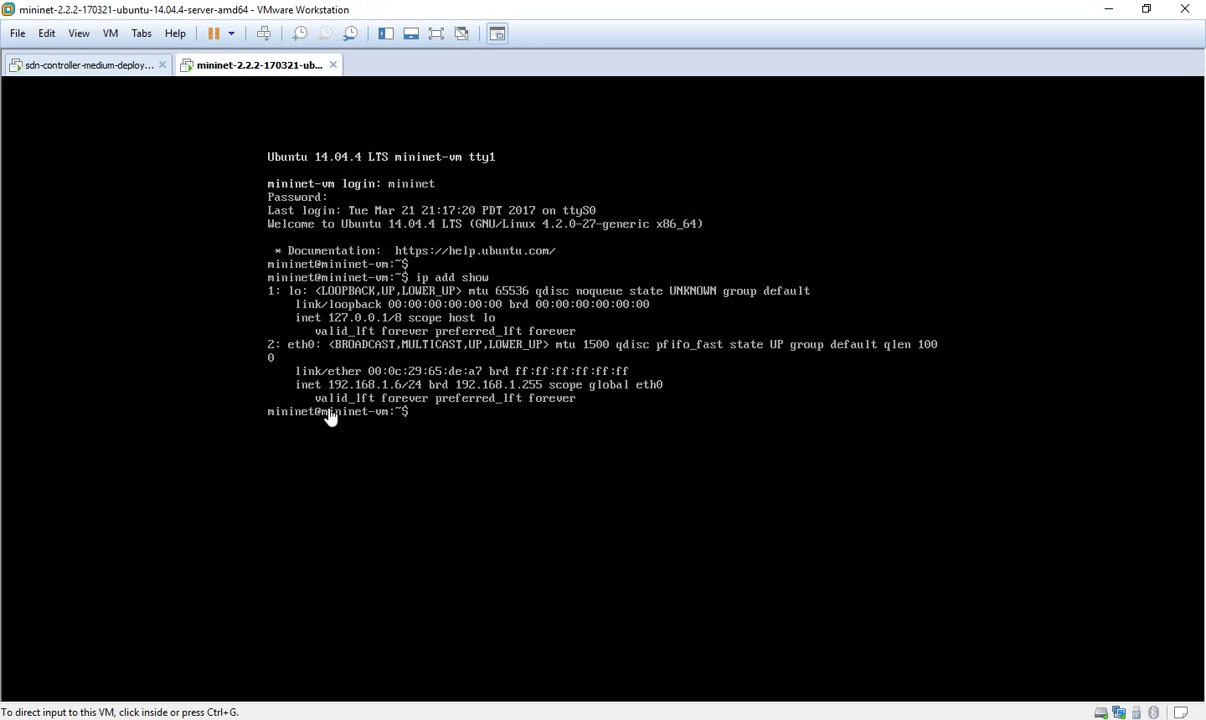 mininet-2.2.2-170321-ubuntu-14.04.4-server-amd64 - VMware Workstation
File Edit View VM Tabs Help
sdn-controller-medium-deploy... mininet-2.2.2-170321-ub...
Ubuntu 14.04.4 LTS mininet-vm tty1
mininet-vm login: mininet
Password:
Last login: Tue Mar 21 21:17:20 PDT 2017 on ttyS0
Welcome to Ubuntu 14.04.4 LTS (GNU/Linux 4.2.0-27-generic x86_64)
* Documentation: https://help.ubuntu.com/
mininet@mininet-vm:~$
mininet@mininet-vm:~$ ip add show
1: lo: <LOOPBACK,UP,LOWER_UP> mtu 65536 qdisc noqueue state UNKNOWN group default
link/loopback 00:00:00:00:00:00 brd 00:00:00:00:00:00
inet 127.0.0.1/8 scope host lo
valid_lft forever preferred_lft forever
2: eth0: <BROADCAST,MULTICAST,UP,LOWER_UP> mtu 1500 qdisc pfifo_fast state UP group default qlen 100
0
link/ether 00:0c:29:65:de:a7 brd ff:ff:ff:ff:ff:ff
inet 192.168.1.6/24 brd 192.168.1.255 scope global eth0
valid_lft forever preferred_lft forever
mininet@mininet-vm:~$
To direct input to this VM, click inside or press Ctrl+G.